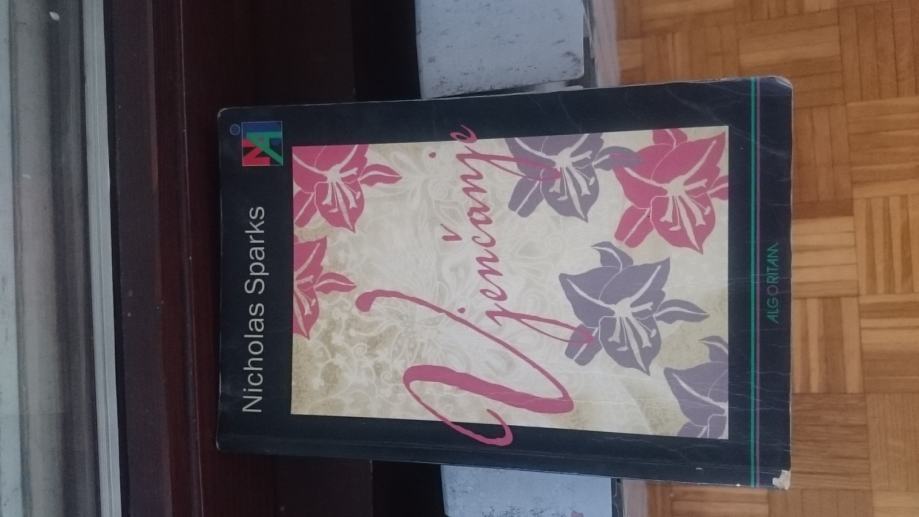 Nicholas Sparks
Vjenčanje
ALGORITAM